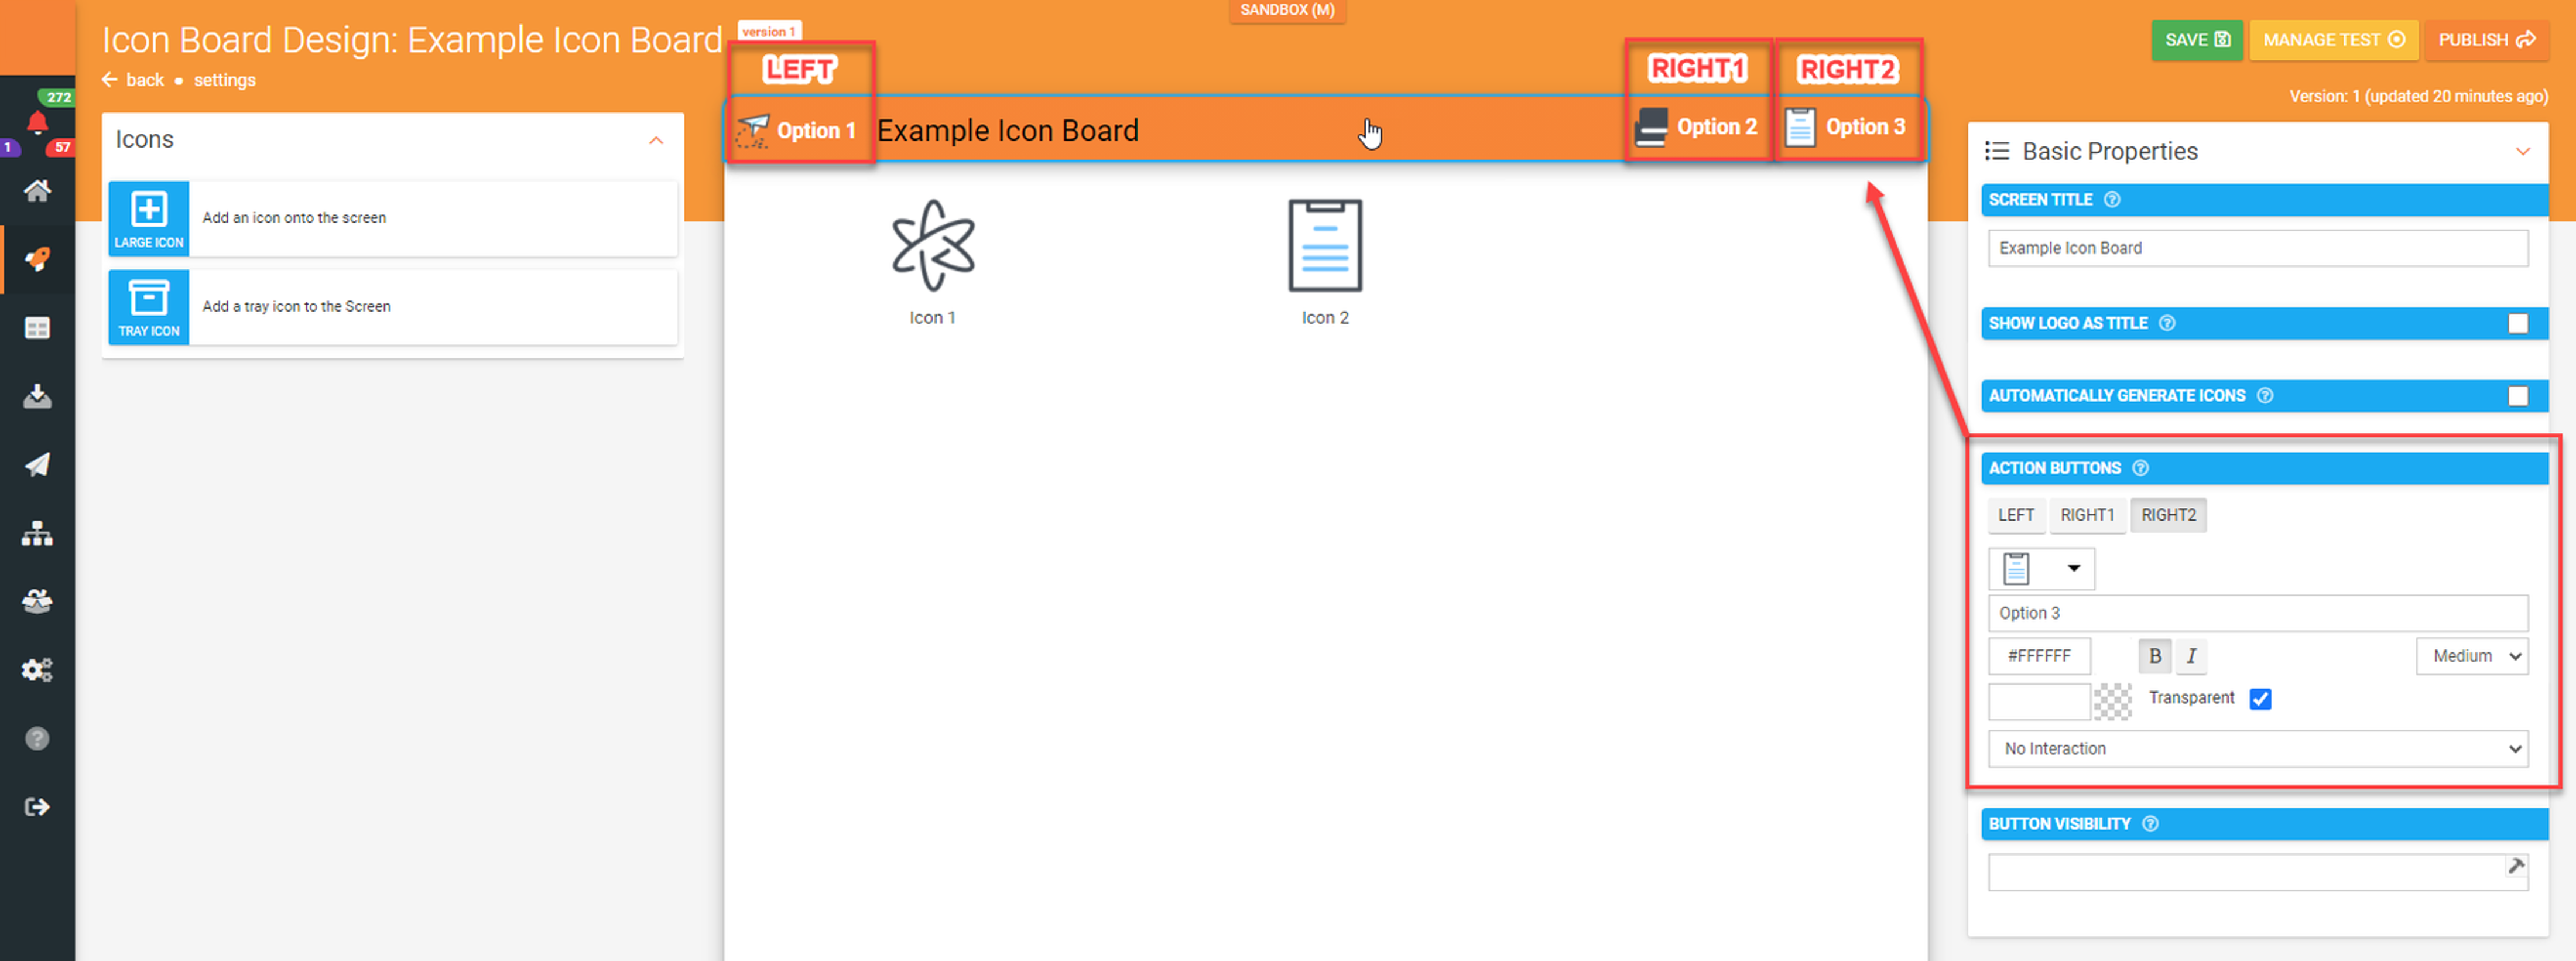 SANDBOX (M)
Icon Board Design: Example Icon Board version 1
← back • settings
SAVE
MANAGE TEST
PUBLISH
Version: 1 (updated 20 minutes ago)
272
1
57
Icons
LARGE ICON
Add an icon onto the screen
TRAY ICON
Add a tray icon to the Screen
LEFT
RIGHT1
RIGHT2
Option 1
Example Icon Board
Option 2
Option 3
Icon 1
Icon 2
Basic Properties
SCREEN TITLE ?
Example Icon Board
SHOW LOGO AS TITLE ?
AUTOMATICALLY GENERATE ICONS ?
ACTION BUTTONS ?
LEFT RIGHT1 RIGHT2
Option 3
#FFFFFF B I Medium
Transparent
No Interaction
BUTTON VISIBILITY ?